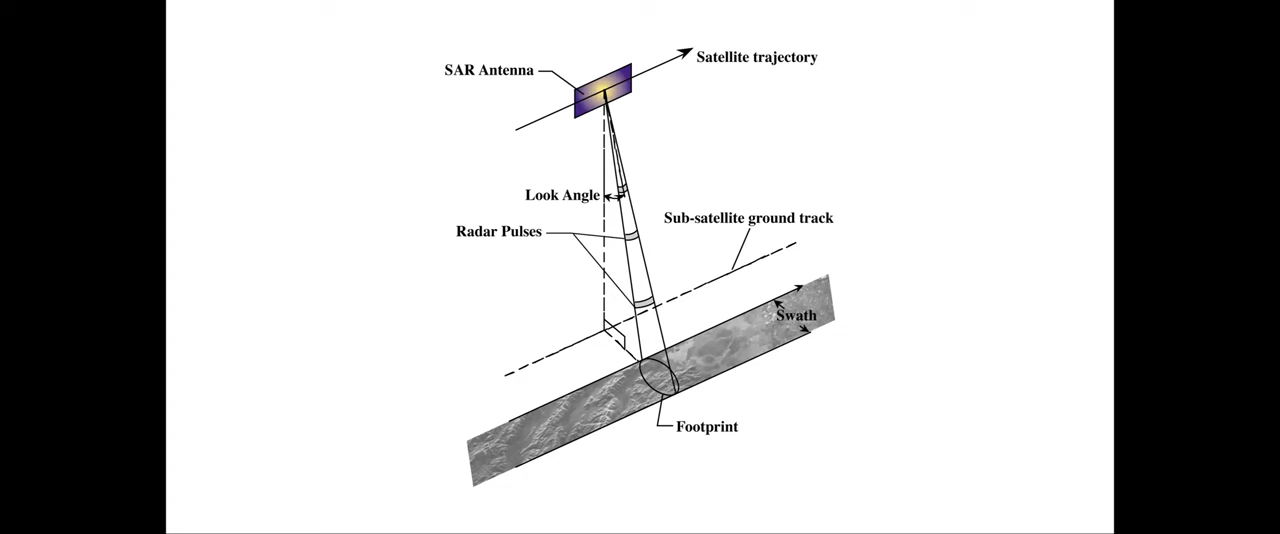 Satellite trajectory
SAR Antenna
Look Angle
Sub-satellite ground track
Radar Pulses
Swath
Footprint